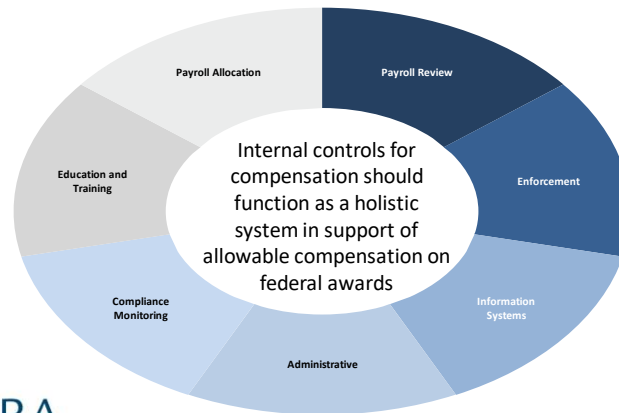 Payroll Allocation
Payroll Review
Education and
Training
Internal controls for
compensation should
function as a holistic
system in support of
allowable compensation on
federal awards
Enforcement
Compliance
Monitoring
Information
Systems
Administrative